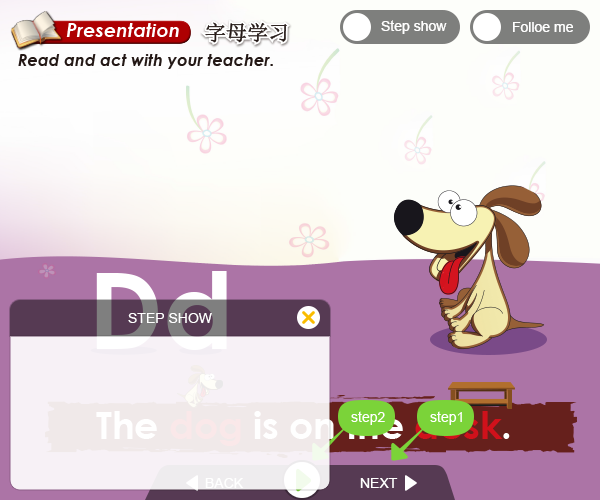 Presentation 字母学习
Step show
Folloe me
Read and act with your teacher.
Dd
STEP SHOW
The dog is on the desk.
step2
step1
BACK
NEXT